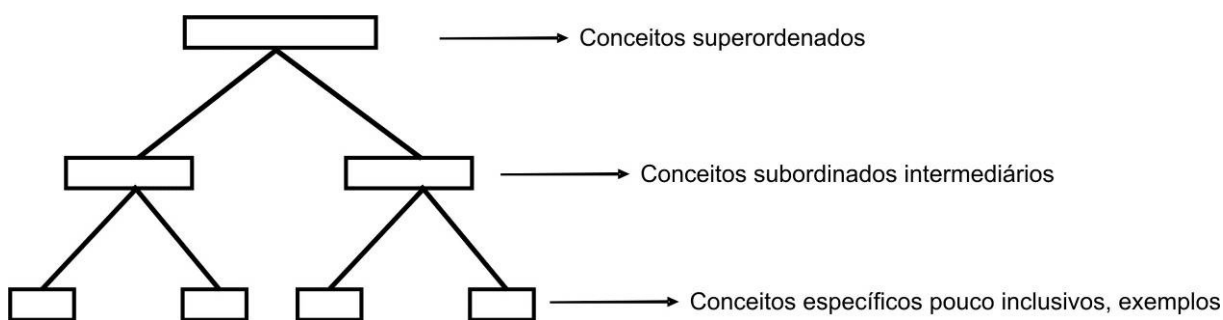 Conceitos superordenados
Conceitos subordinados intermediários
Conceitos específicos pouco inclusivos, exemplos